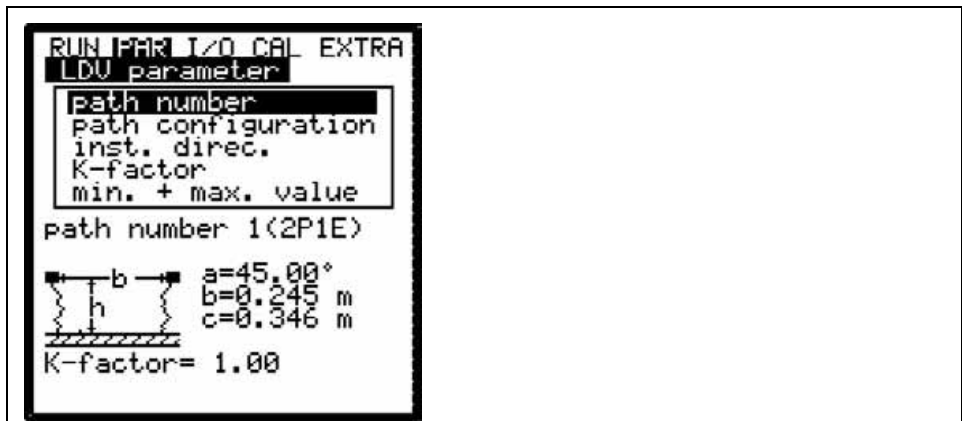 RUN PAR I/O CAL EXTRA
LDV parameter
path number
path configuration
inst. direc.
K-factor
min. + max. value
path number 1(2P1E)
b
a=45.00°
b=0.245 m
h
c=0.346 m
K-factor= 1.00